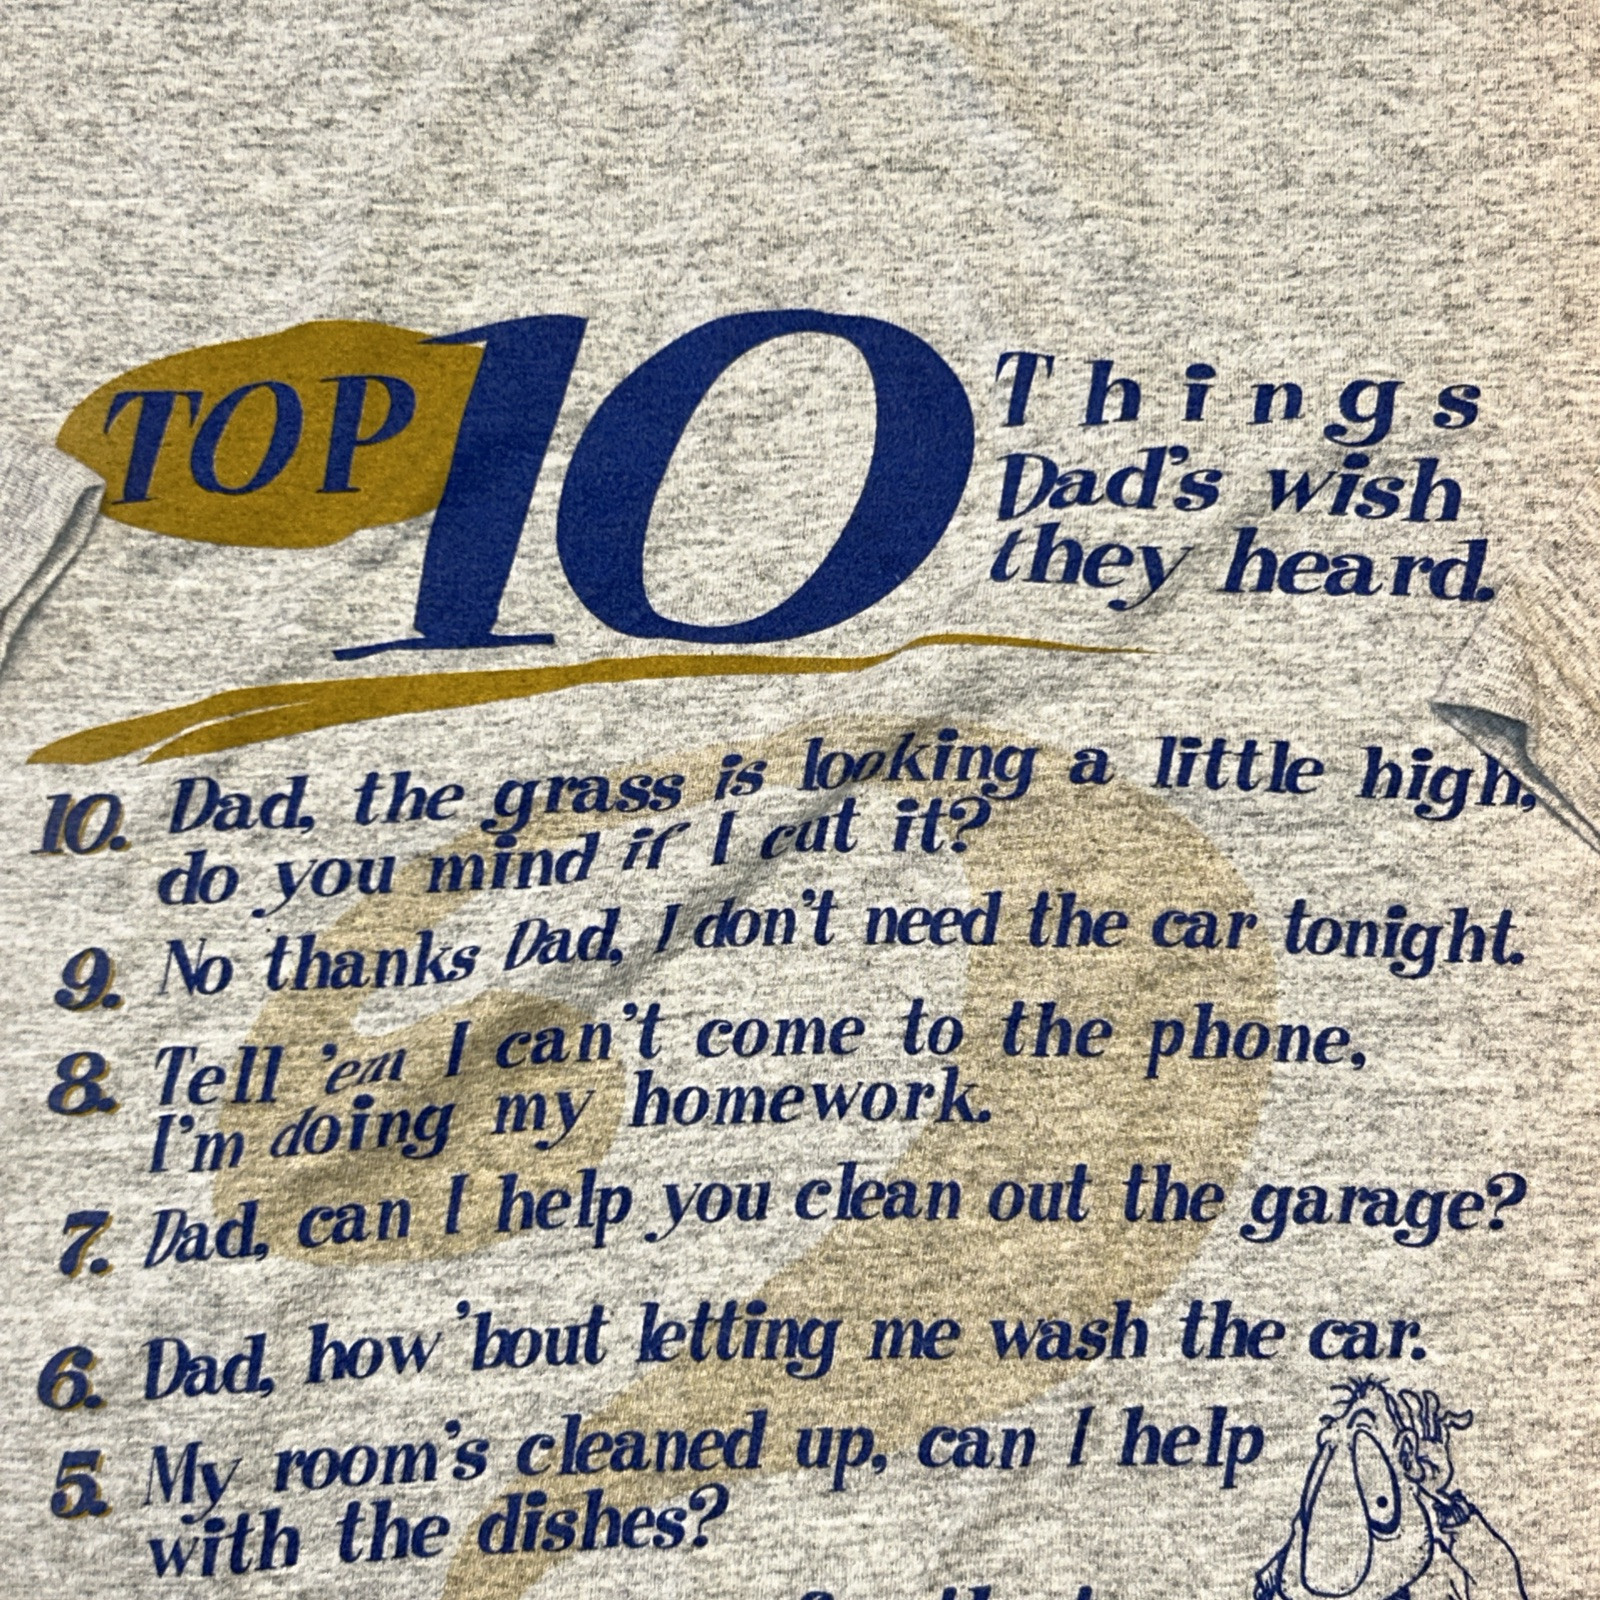 TOP 10 Things
Dad's wish
they heard.
10. Dad, the grass is looking a little high,
do you mind if I cut it?
9. No thanks Dad, I don't need the car tonight.
8. Tell 'em I can't come to the phone,
I'm doing my homework.
7. Dad, can I help you clean out the garage?
6. Dad, how 'bout letting me wash the car.
5. My room's cleaned up, can I help
with the dishes?